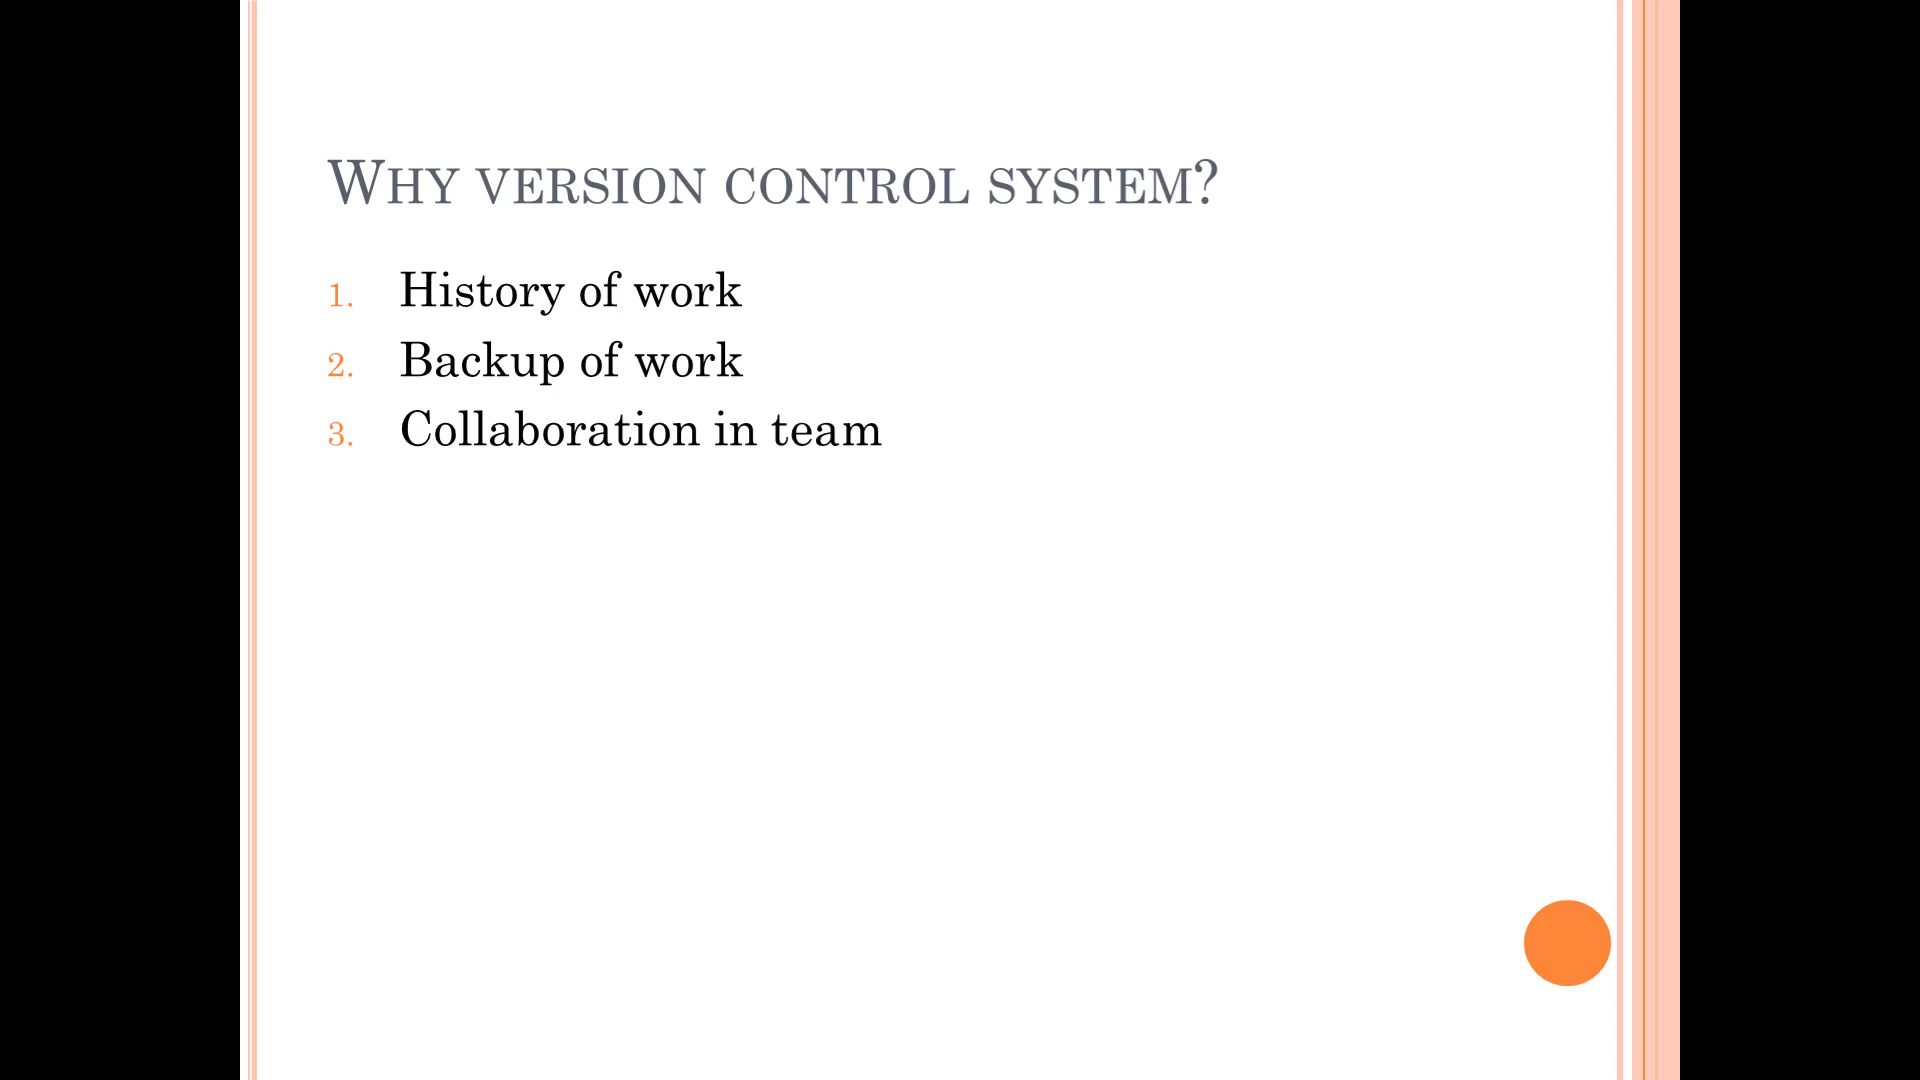 Why version control system?
1. History of work
2. Backup of work
3. Collaboration in team